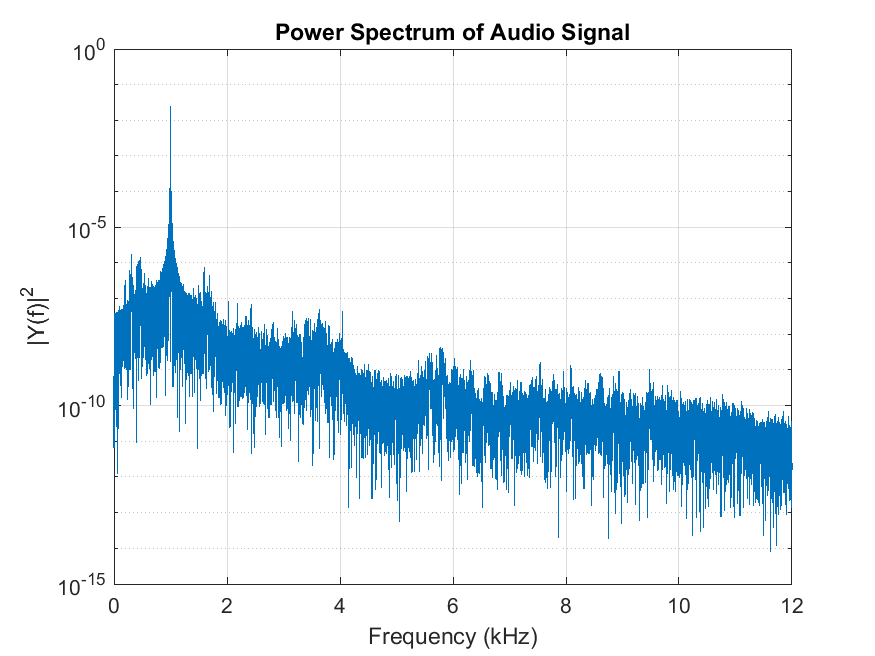 Power Spectrum of Audio Signal
10^0
10^-5
10^-10
10^-15
|Y(f)|^2
0 2 4 6 8 10 12
Frequency (kHz)